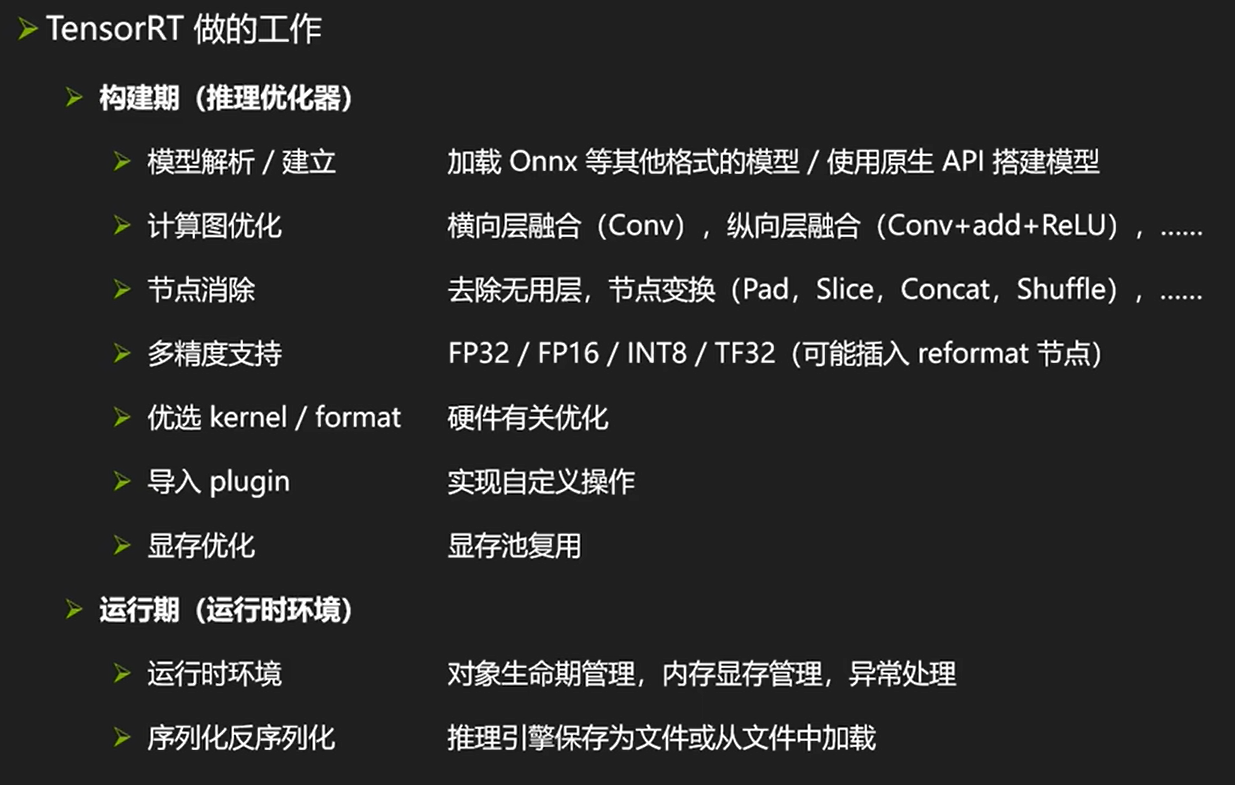 TensorRT 做的工作
构建期（推理优化器）
模型解析 / 建立 加载 Onnx 等其他格式的模型 / 使用原生 API 搭建模型
计算图优化 横向层融合（Conv），纵向层融合（Conv+add+ReLU），……
节点消除 去除无用层，节点变换（Pad，Slice，Concat，Shuffle），……
多精度支持 FP32 / FP16 / INT8 / TF32（可能插入 reformat 节点）
优选 kernel / format 硬件有关优化
导入 plugin 实现自定义操作
显存优化 显存池复用
运行期（运行时环境）
运行时环境 对象生命期管理，内存显存管理，异常处理
序列化反序列化 推理引擎保存为文件或从文件中加载